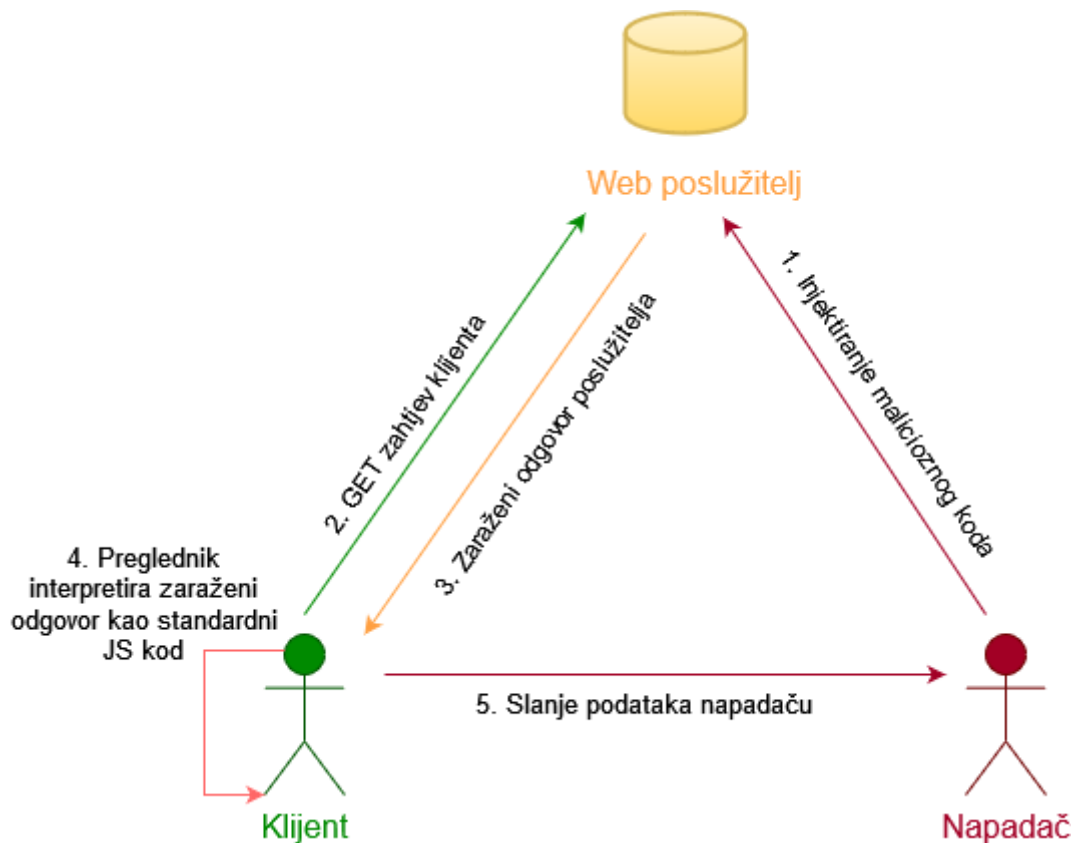 Web poslužitelj
1. Injektiranje malicioznog koda
2. GET zahtijev klijenta
3. Zaraženi odgovor poslužitelja
4. Preglednik
interpretira zaraženi
odgovor kao standardni
JS kod
5. Slanje podataka napadaču
Klijent
Napadač